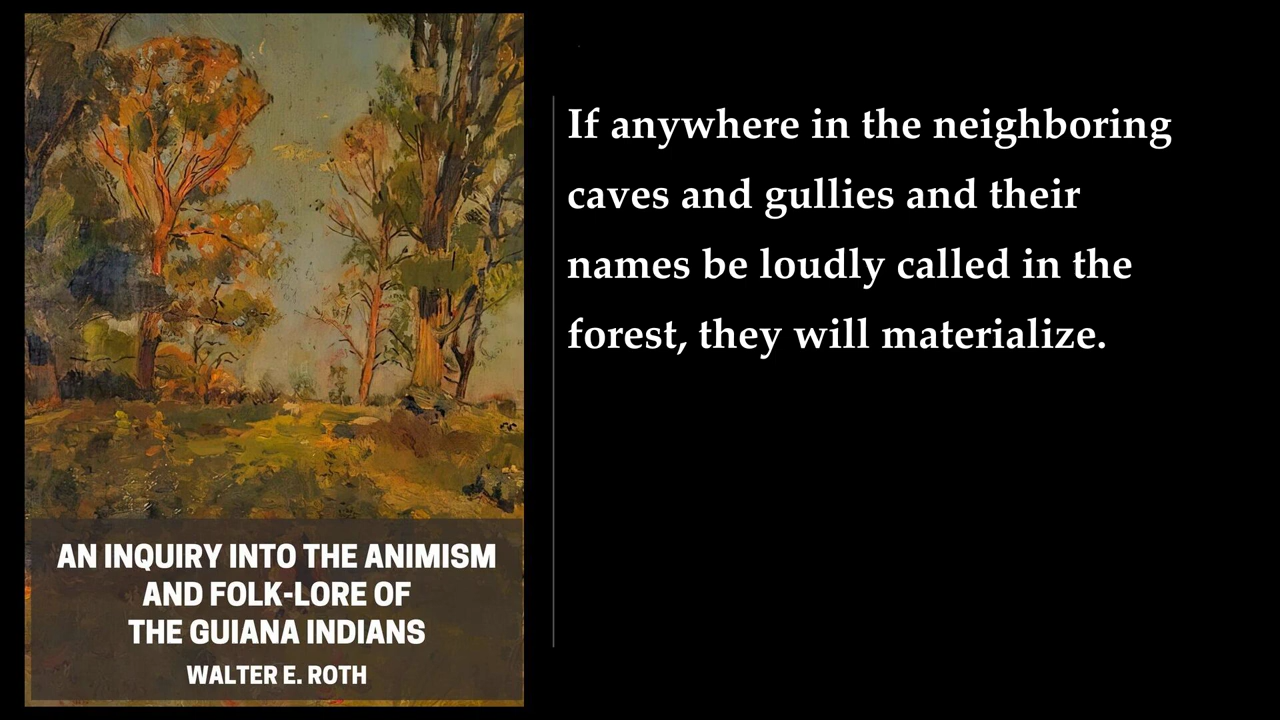 If anywhere in the neighboring
caves and gullies and their
names be loudly called in the
forest, they will materialize.
AN INQUIRY INTO THE ANIMISM
AND FOLK-LORE OF
THE GUIANA INDIANS
WALTER E. ROTH